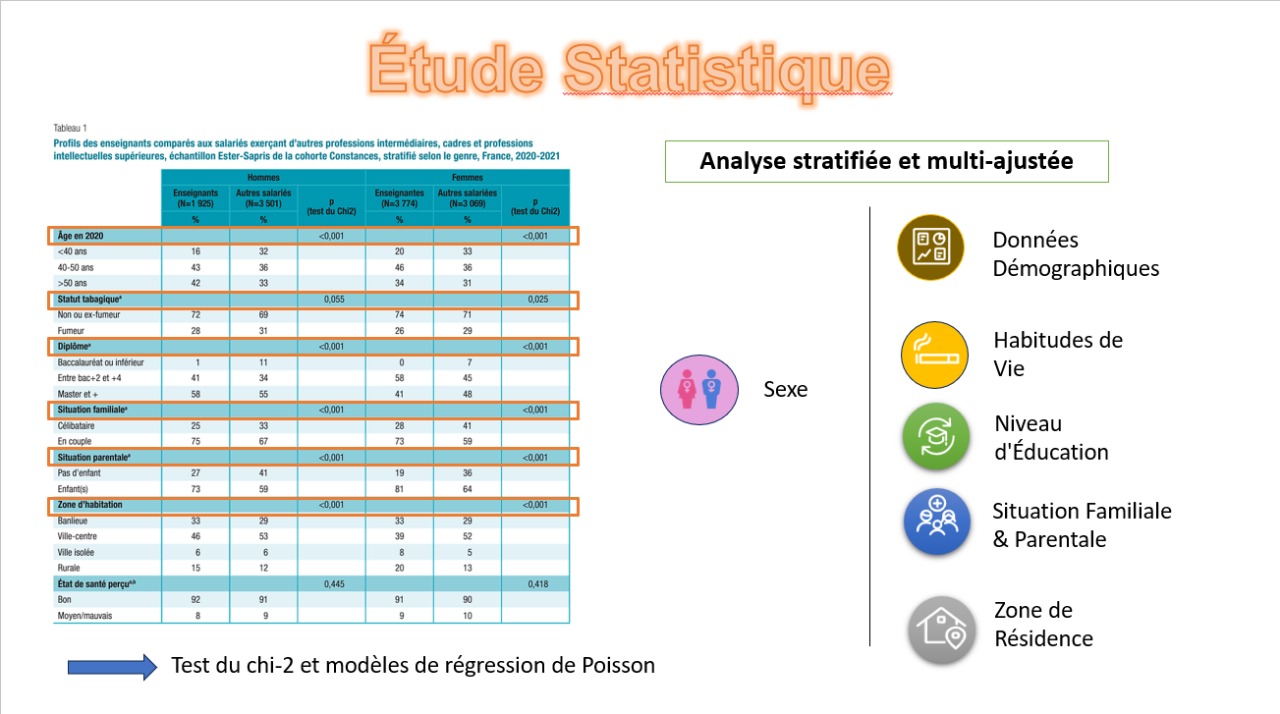 Étude Statistique
Tableau 1
Profils des enseignants comparés aux salariés exerçant d'autres professions intermédiaires, cadres et professions
intellectuelles supérieures, échantillon Ester-Sapris de la cohorte Constances, stratifié selon le genre, France, 2020-2021
Hommes Femmes
Enseignants (N=1 925) Autres salariés (N=3 501) p (test du Chi2) Enseignantes (N=3 774) Autres salariées (N=3 069) p (test du Chi2)
% % % %
Âge en 2020 <0,001 <0,001
<40 ans 16 32 20 33
40-50 ans 43 36 46 36
>50 ans 42 33 34 31
Statut tabagiqueᵃ 0,055 0,025
Non ou ex-fumeur 72 69 74 71
Fumeur 28 31 26 29
Diplômeᵃ <0,001 <0,001
Baccalauréat ou inférieur 1 11 0 7
Entre bac+2 et +4 41 34 58 45
Master et + 58 55 41 48
Situation familialeᵃ <0,001 <0,001
Célibataire 25 33 28 41
En couple 75 67 73 59
Situation parentaleᵃ <0,001 <0,001
Pas d'enfant 27 41 19 36
Enfant(s) 73 59 81 64
Zone d'habitation <0,001 <0,001
Banlieue 33 29 33 29
Ville-centre 46 53 39 52
Ville isolée 6 6 8 5
Rurale 15 12 20 13
État de santé perçuᵃ,ᵇ 0,445 0,418
Bon 92 91 91 90
Moyen/mauvais 8 9 9 10
Test du chi-2 et modèles de régression de Poisson
Analyse stratifiée et multi-ajustée
Sexe
Données
Démographiques
Habitudes de
Vie
Niveau
d'Éducation
Situation Familiale
& Parentale
Zone de
Résidence